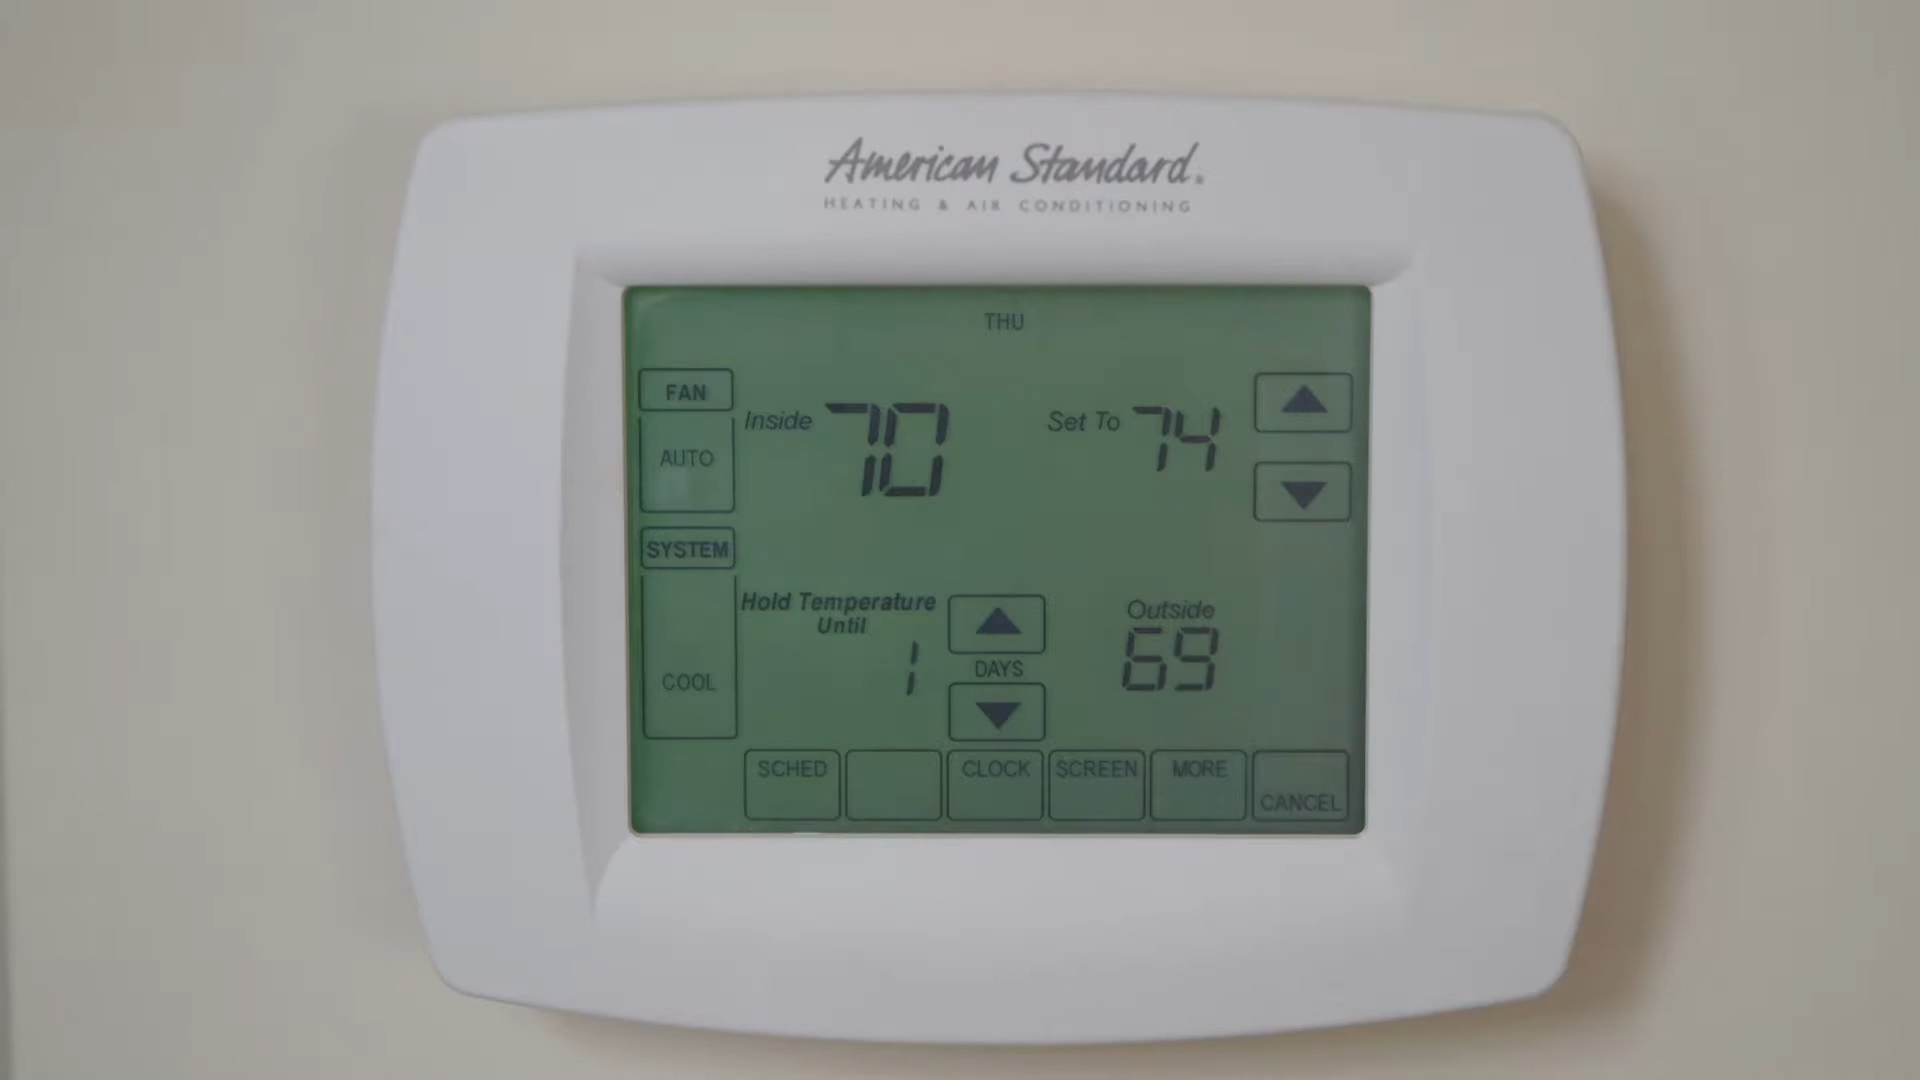 American Standard
HEATING & AIR CONDITIONING
THU
FAN
AUTO
Inside 70
Set To 74
SYSTEM
COOL
Hold Temperature
Until
1
DAYS
Outside
69
SCHED
CLOCK
SCREEN
MORE
CANCEL